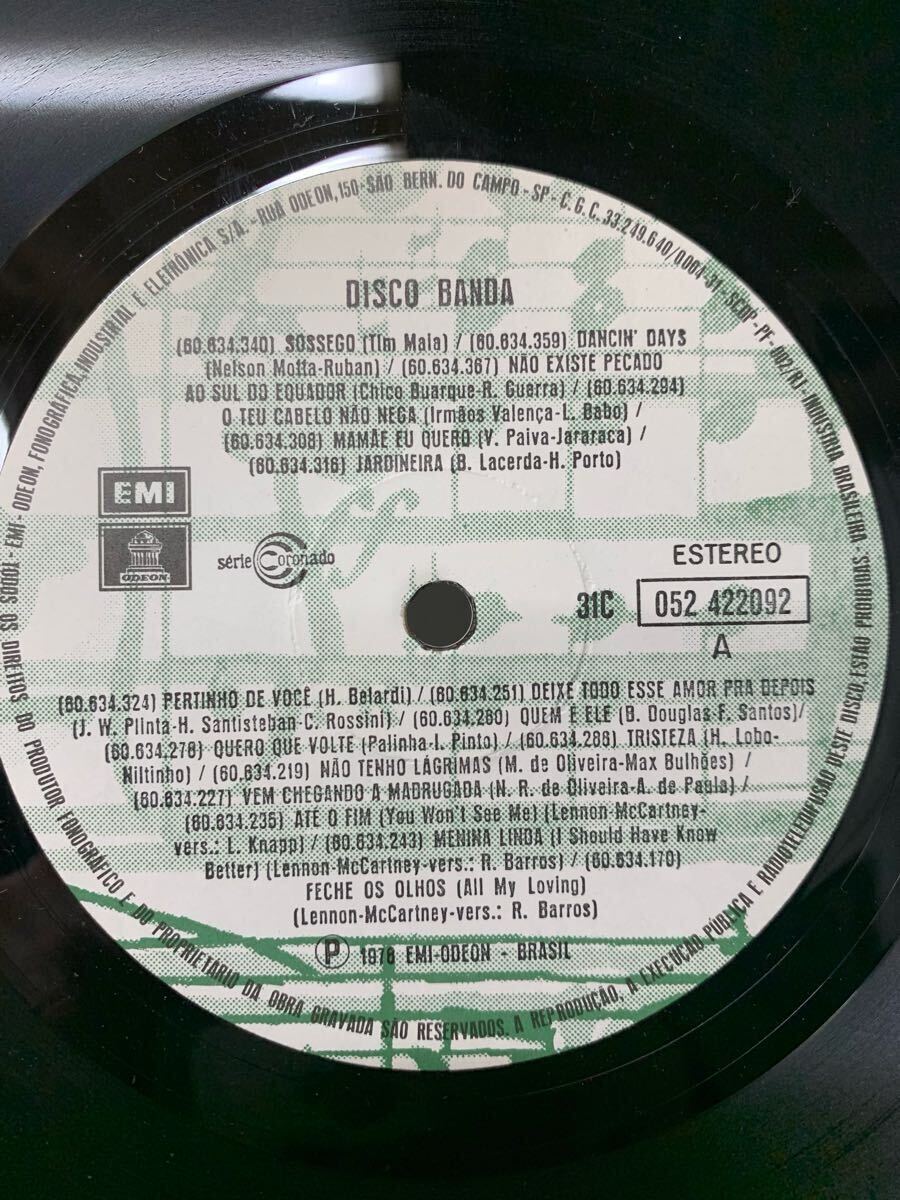 DISCO BANDA
(60.634.340) SOSSEGO (Tim Maia) / (60.634.359) DANCIN' DAYS
(Nelson Motta-Ruban) / (60.634.367) NÃO EXISTE PECADO
AO SUL DO EQUADOR (Chico Buarque-R. Guerra) / (60.634.294)
O TEU CABELO NÃO NEGA (Irmãos Valença-L. Babo) /
(60.634.308) MAMÃE EU QUERO (V. Paiva-Jararaca) /
(60.634.316) JARDINEIRA (B. Lacerda-H. Porto)
EMI
ODEON
série Coronado
ESTEREO
31C 052 422092
A
(60.634.324) PERTINHO DE VOCÊ (H. Belardi) / (60.634.251) DEIXE TODO ESSE AMOR PRA DEPOIS
(J. W. Plinta-H. Santisteban-C. Rossini) / (60.634.260) QUEM É ELE (B. Douglas F. Santos)/
(60.634.278) QUERO QUE VOLTE (Palinha-I. Pinto) / (60.634.286) TRISTEZA (H. Lobo-
Niltinho) / (60.634.219) NÃO TENHO LÁGRIMAS (M. de Oliveira-Max Bulhões) /
(60.634.227) VEM CHEGANDO A MADRUGADA (N. R. de Oliveira-A. de Paula) /
(60.634.235) ATÉ O FIM (You Won't See Me) (Lennon-McCartney-
vers.: L. Knapp) / (60.634.243) MENINA LINDA (I Should Have Know
Better) (Lennon-McCartney-vers.: R. Barros) / (60.634.170)
FECHE OS OLHOS (All My Loving)
(Lennon-McCartney-vers.: R. Barros)
Ⓟ 1978 EMI-ODEON - BRASIL
TODOS OS DIREITOS DO PRODUTOR FONOGRÁFICO E DO PROPRIETÁRIO DA OBRA GRAVADA SÃO RESERVADOS. A REPRODUÇÃO, A EXECUÇÃO PÚBLICA E RADIOTELEDIFUSÃO DESTE DISCO, ESTÃO PROIBIDAS
EMI - ODEON, FONOGRÁFICA, INDUSTRIAL E ELETRÔNICA S/A. - RUA ODEON, 150 - SÃO BERN. DO CAMPO - SP - C.G.C. 33.249.640/0004-31 - SCDP - PF - 002/RJ - INDUSTRIA BRASILEIRA